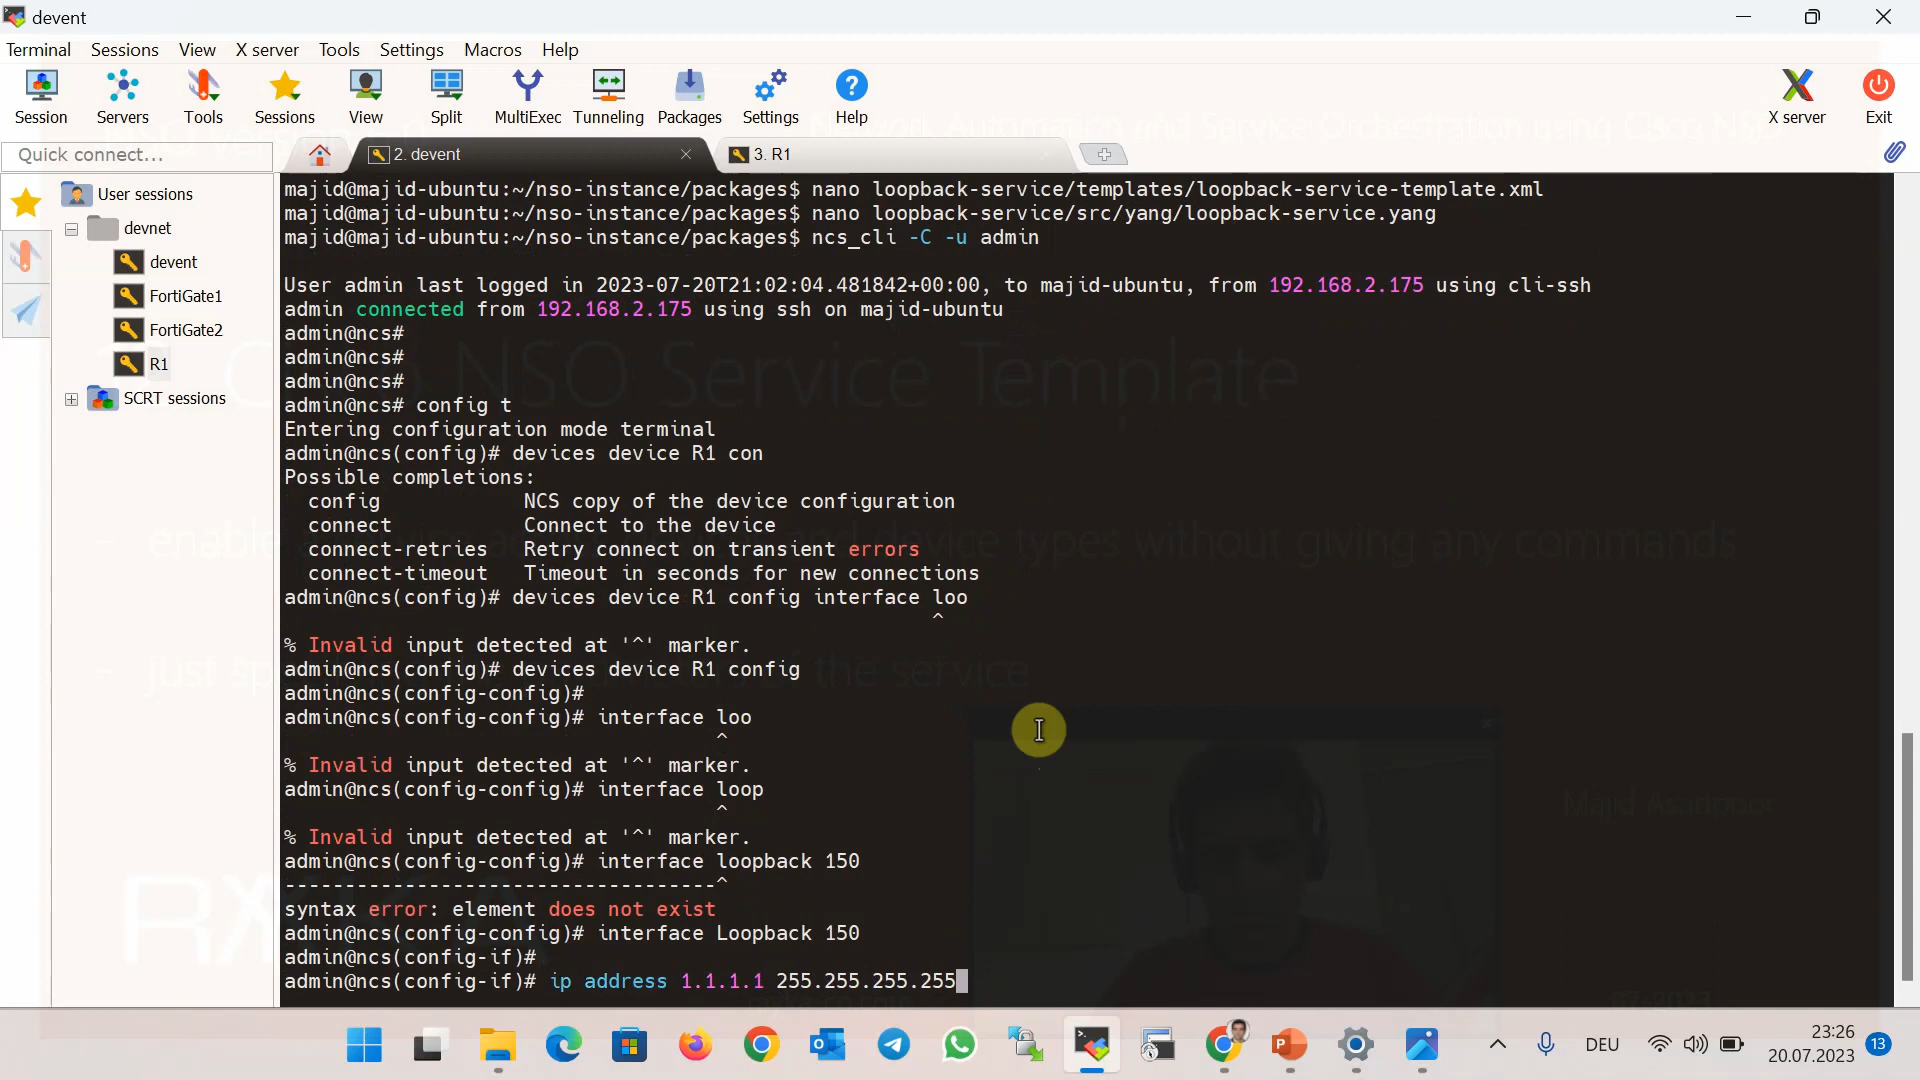 devent
Terminal Sessions View X server Tools Settings Macros Help
Session Servers Tools Sessions View Split MultiExec Tunneling Packages Settings Help X server Exit
Quick connect...
2. devent
3. R1
User sessions
devnet
devent
FortiGate1
FortiGate2
R1
SCRT sessions
majid@majid-ubuntu:~/nso-instance/packages$ nano loopback-service/templates/loopback-service-template.xml
majid@majid-ubuntu:~/nso-instance/packages$ nano loopback-service/src/yang/loopback-service.yang
majid@majid-ubuntu:~/nso-instance/packages$ ncs_cli -C -u admin
User admin last logged in 2023-07-20T21:02:04.481842+00:00, to majid-ubuntu, from 192.168.2.175 using cli-ssh
admin connected from 192.168.2.175 using ssh on majid-ubuntu
admin@ncs#
admin@ncs#
admin@ncs#
admin@ncs# config t
Entering configuration mode terminal
admin@ncs(config)# devices device R1 con
Possible completions:
config NCS copy of the device configuration
connect Connect to the device
connect-retries Retry connect on transient errors
connect-timeout Timeout in seconds for new connections
admin@ncs(config)# devices device R1 config interface loo
^
% Invalid input detected at '^' marker.
admin@ncs(config)# devices device R1 config
admin@ncs(config-config)#
admin@ncs(config-config)# interface loo
^
% Invalid input detected at '^' marker.
admin@ncs(config-config)# interface loop
^
% Invalid input detected at '^' marker.
admin@ncs(config-config)# interface loopback 150
------------------------------------^
syntax error: element does not exist
admin@ncs(config-config)# interface Loopback 150
admin@ncs(config-if)#
admin@ncs(config-if)# ip address 1.1.1.1 255.255.255.255
Automation and Service Orchestration using Cisco NSO
NSO Service Template
enable device types without giving any commands
just the service
Majid Asadpoor
DEU
23:26
20.07.2023
13